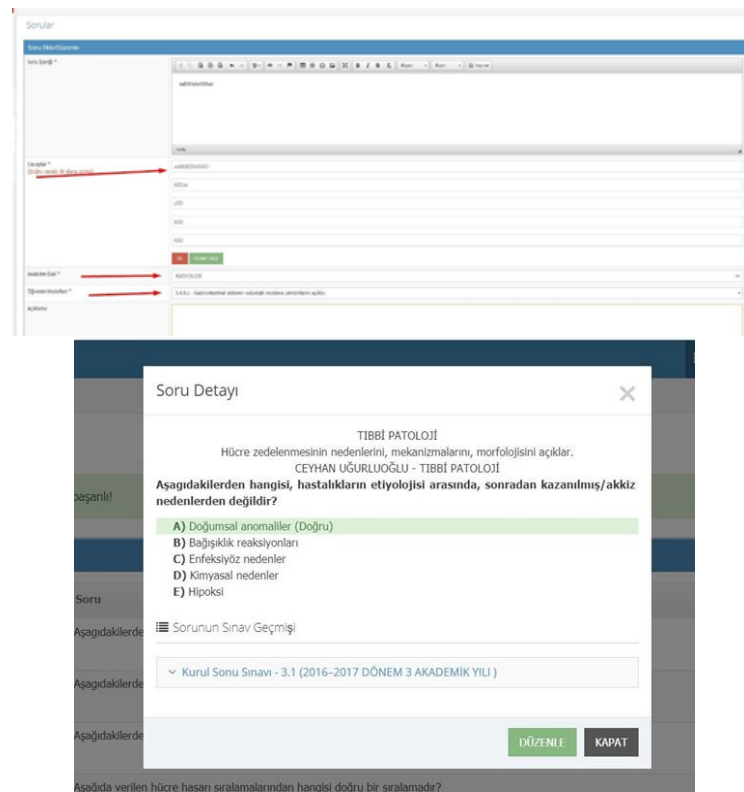 Sorular
Soru Ekle/Düzenle
Soru İçeriği *
Cevaplar *
Anabilim Dalı *
RADYOLOJİ
Öğrenim Hedefleri *
Açıklama
Soru Detayı
TIBBİ PATOLOJİ
Hücre zedelenmesinin nedenlerini, mekanizmalarını, morfolojisini açıklar.
CEYHAN UĞURLUOĞLU - TIBBİ PATOLOJİ
Aşagıdakilerden hangisi, hastalıkların etiyolojisi arasında, sonradan kazanılmış/akkiz
nedenlerden değildir?
A) Doğumsal anomaliler (Doğru)
B) Bağışıklık reaksiyonları
C) Enfeksiyöz nedenler
D) Kimyasal nedenler
E) Hipoksi
Sorunun Sınav Geçmişi
Kurul Sonu Sınavı - 3.1 (2016–2017 DÖNEM 3 AKADEMİK YILI )
DÜZENLE KAPAT
başarılı!
Soru
Aşagıdakilerde
Aşagıdakilerde
Aşağıdakilerde
Aşağıda verilen hücre hasarı sıralamalarından hangisi doğru bir sıralamadır?